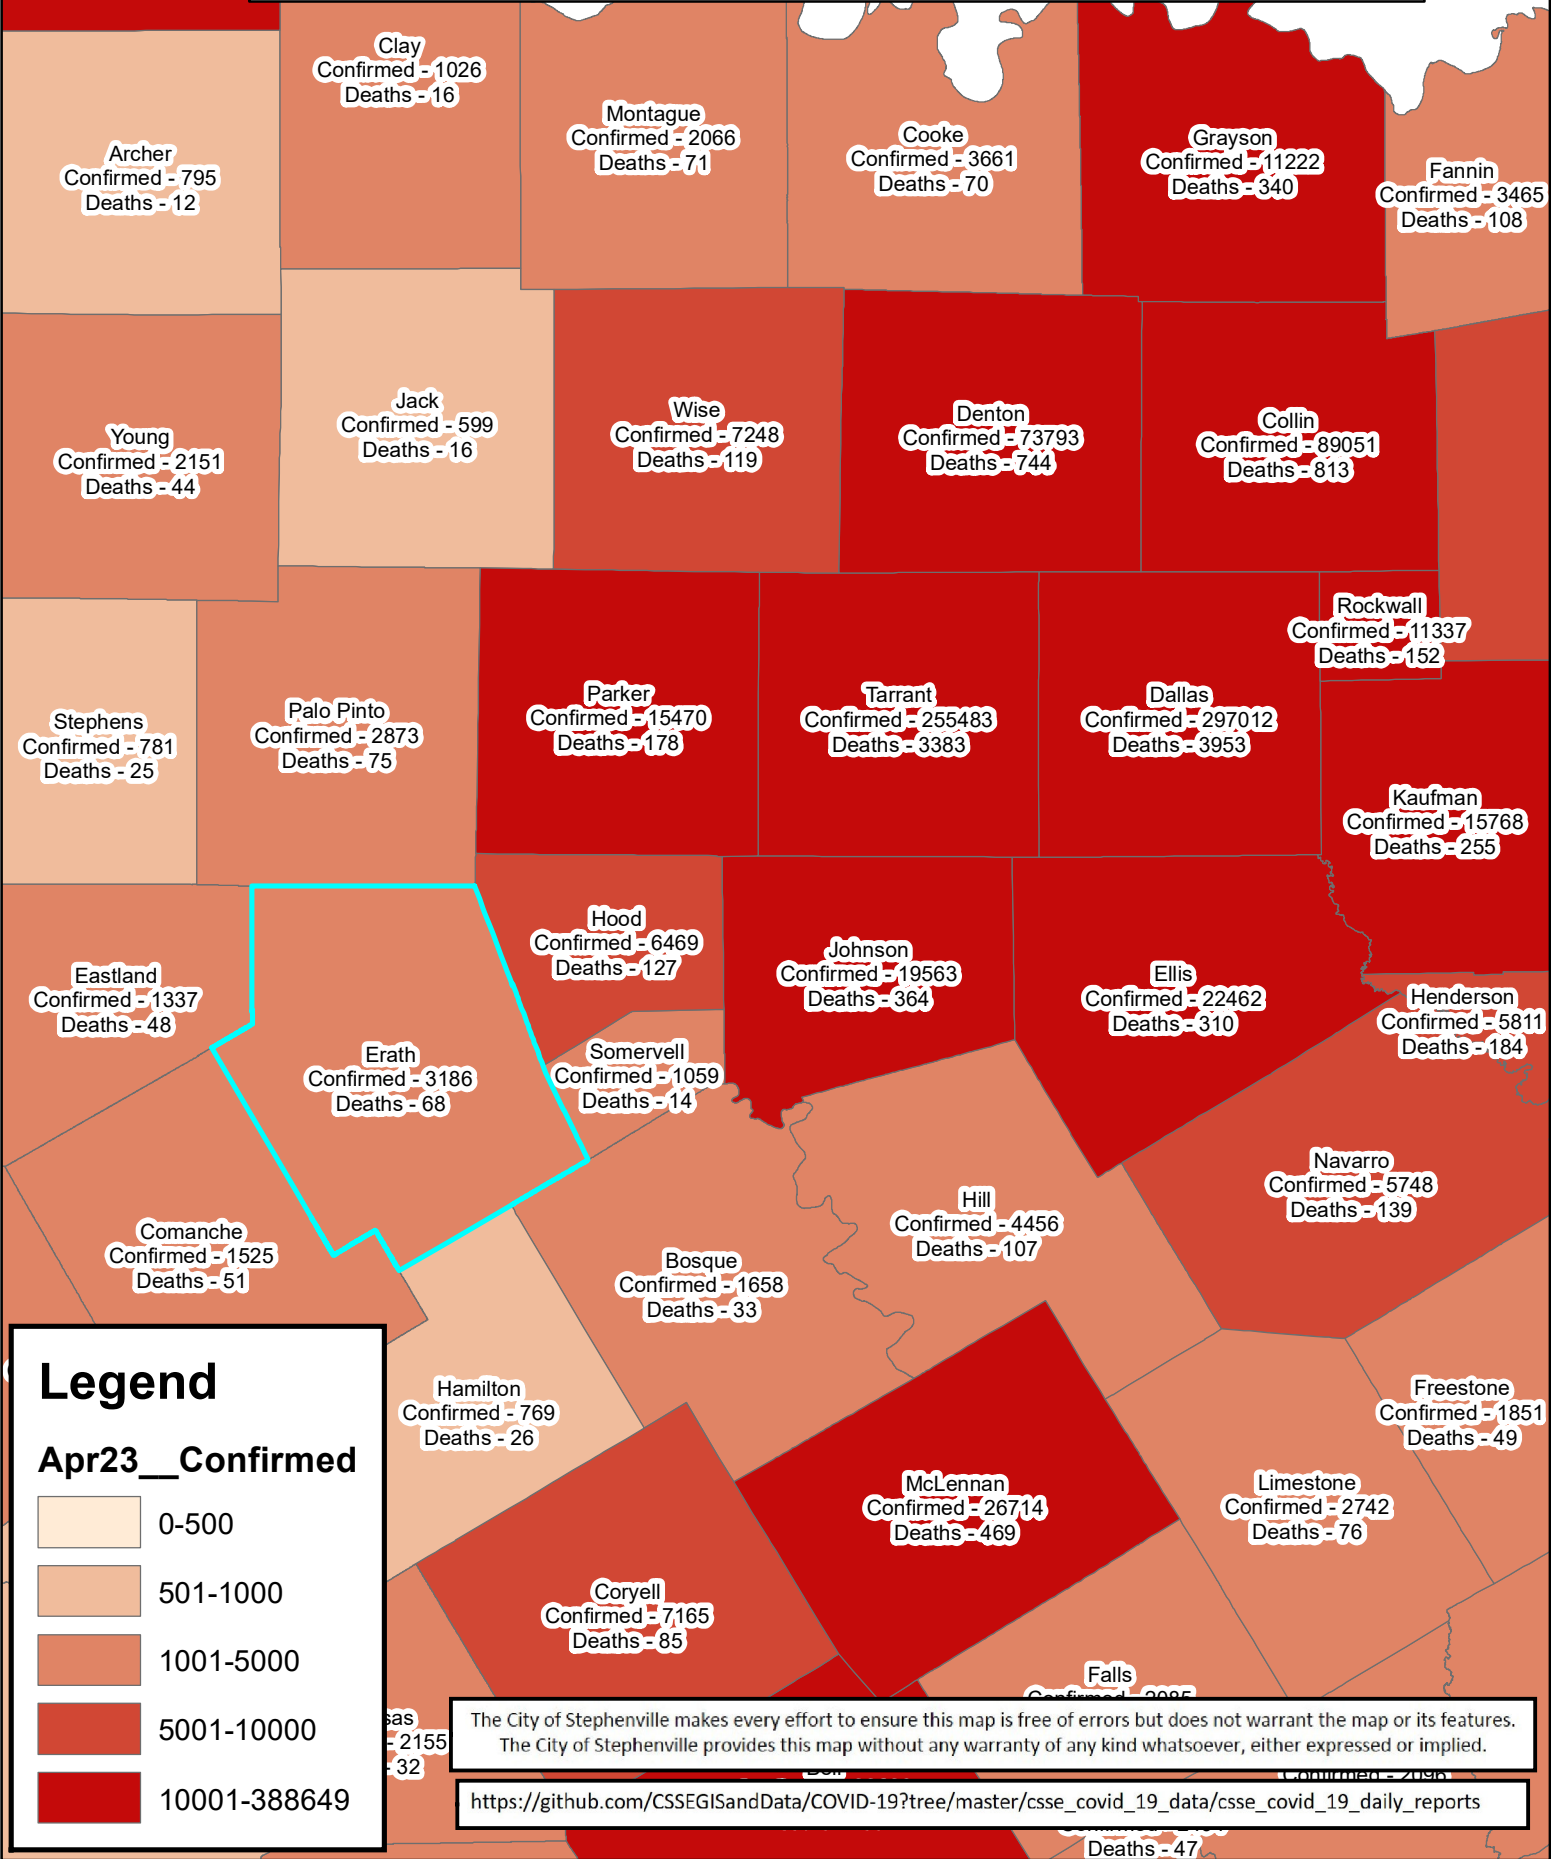 Clay
Confirmed - 1026
Deaths - 16
Montague
Confirmed - 2066
Deaths - 71
Cooke
Confirmed - 3661
Deaths - 70
Grayson
Confirmed - 11222
Deaths - 340
Archer
Confirmed - 795
Deaths - 12
Fannin
Confirmed - 3465
Deaths - 108
Jack
Confirmed - 599
Deaths - 16
Wise
Confirmed - 7248
Deaths - 119
Denton
Confirmed - 73793
Deaths - 744
Collin
Confirmed - 89051
Deaths - 813
Young
Confirmed - 2151
Deaths - 44
Rockwall
Confirmed - 11337
Deaths - 152
Stephens
Confirmed - 781
Deaths - 25
Palo Pinto
Confirmed - 2873
Deaths - 75
Parker
Confirmed - 15470
Deaths - 178
Tarrant
Confirmed - 255483
Deaths - 3383
Dallas
Confirmed - 297012
Deaths - 3953
Kaufman
Confirmed - 15768
Deaths - 255
Hood
Confirmed - 6469
Deaths - 127
Johnson
Confirmed - 19563
Deaths - 364
Ellis
Confirmed - 22462
Deaths - 310
Eastland
Confirmed - 1337
Deaths - 48
Henderson
Confirmed - 5811
Deaths - 184
Erath
Confirmed - 3186
Deaths - 68
Somervell
Confirmed - 1059
Deaths - 14
Navarro
Confirmed - 5748
Deaths - 139
Hill
Confirmed - 4456
Deaths - 107
Comanche
Confirmed - 1525
Deaths - 51
Bosque
Confirmed - 1658
Deaths - 33
Hamilton
Confirmed - 769
Deaths - 26
Freestone
Confirmed - 1851
Deaths - 49
McLennan
Confirmed - 26714
Deaths - 469
Limestone
Confirmed - 2742
Deaths - 76
Coryell
Confirmed - 7165
Deaths - 85
Falls
sas
- 2155
- 32
Confirmed - 2096
Deaths - 47
Legend
Apr23__Confirmed
0-500
501-1000
1001-5000
5001-10000
10001-388649
The City of Stephenville makes every effort to ensure this map is free of errors but does not warrant the map or its features.
The City of Stephenville provides this map without any warranty of any kind whatsoever, either expressed or implied.
https://github.com/CSSEGISandData/COVID-19?tree/master/csse_covid_19_data/csse_covid_19_daily_reports